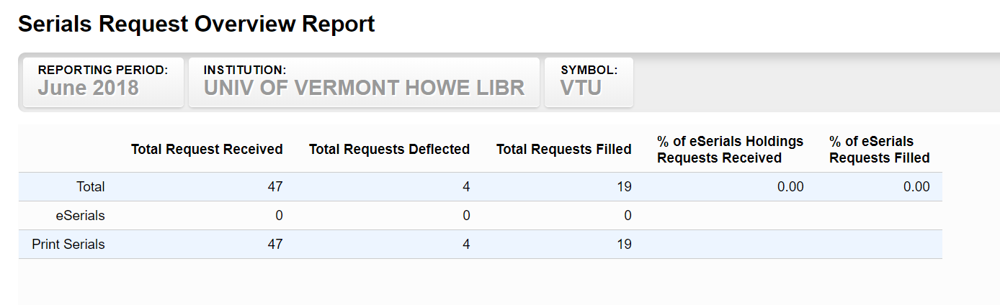 Serials Request Overview Report
REPORTING PERIOD: INSTITUTION: SYMBOL:
June 2018 UNIV OF VERMONT HOWE LIBR VTU
Total Request Received Total Requests Deflected Total Requests Filled % of eSerials Holdings Requests Received % of eSerials Requests Filled
Total 47 4 19 0.00 0.00
eSerials 0 0 0
Print Serials 47 4 19